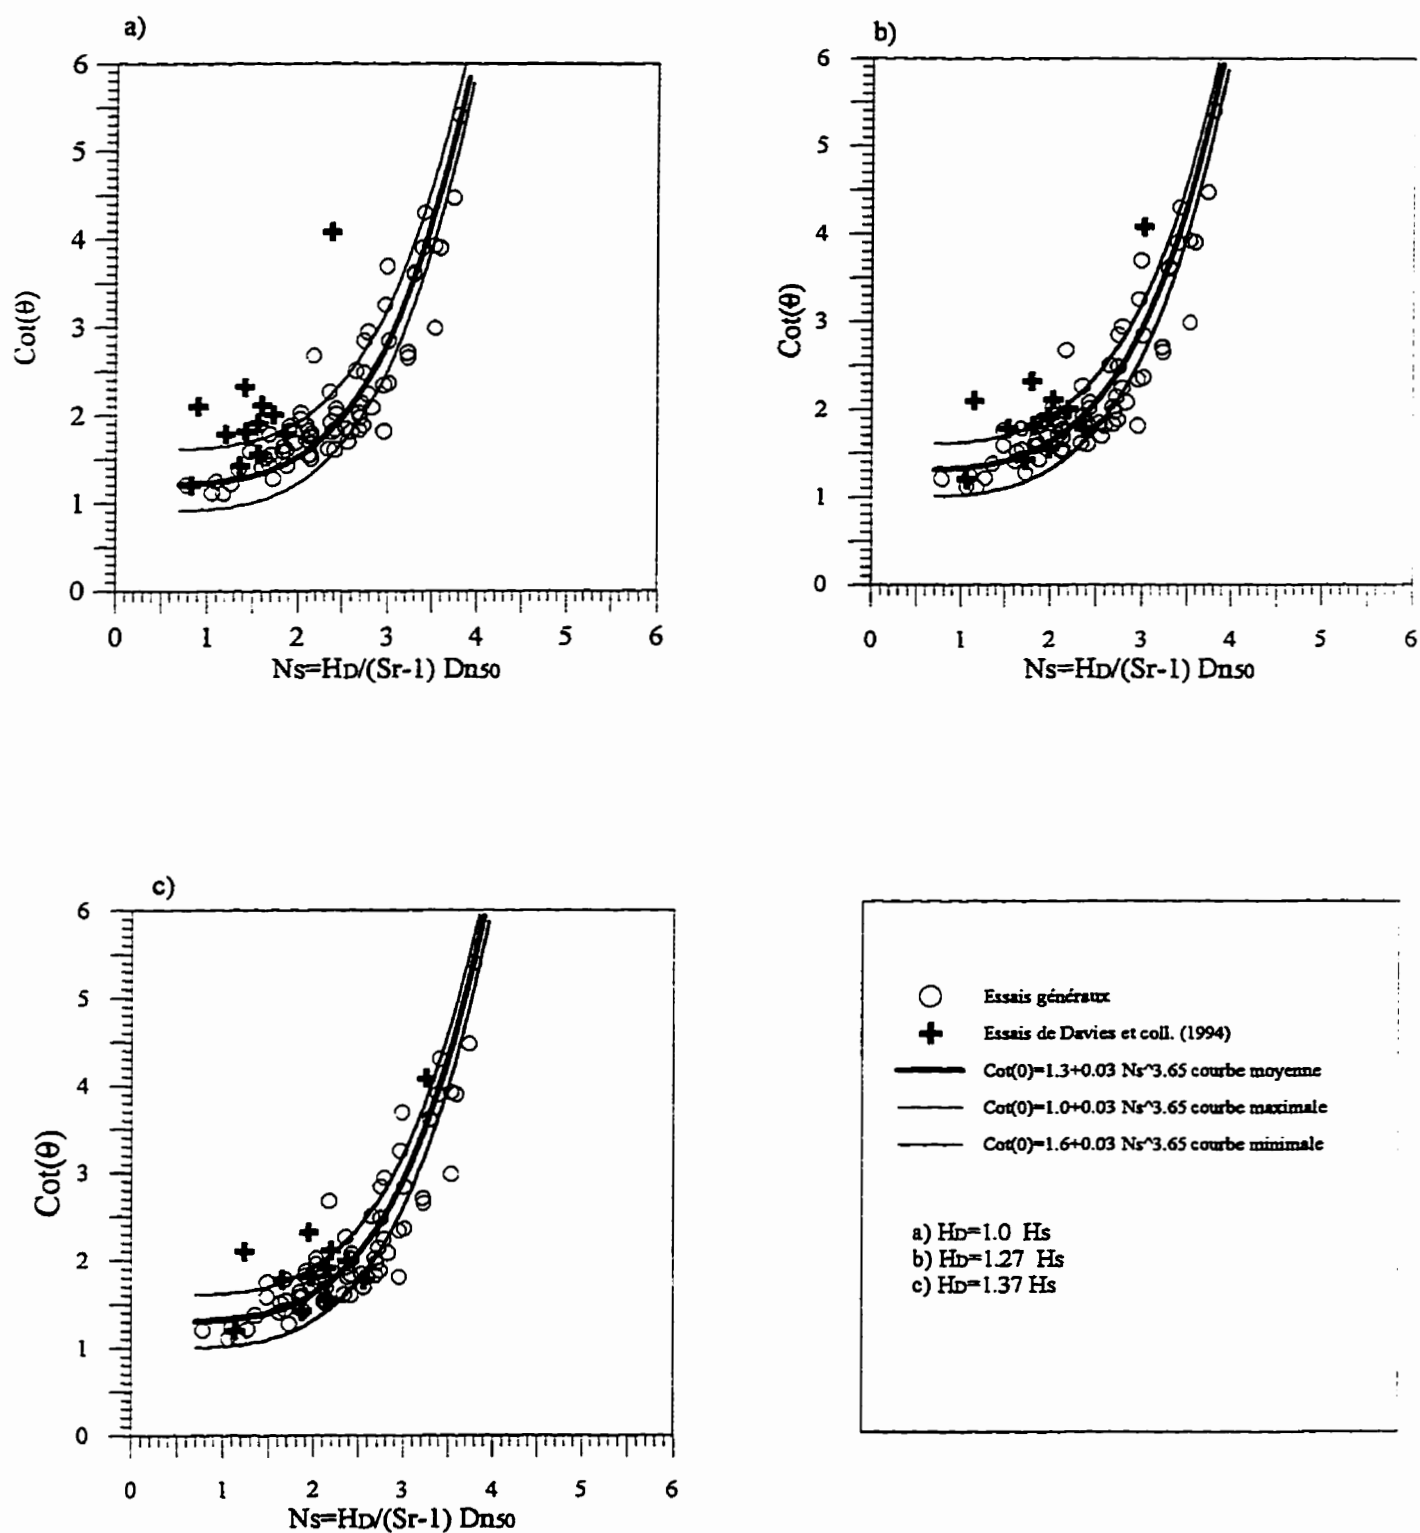 a)
6
5
4
3
2
1
0
Cot(θ)
0 1 2 3 4 5 6
Ns=HD/(Sr-1) Dn50
b)
6
5
4
3
2
1
0
Cot(θ)
0 1 2 3 4 5 6
Ns=HD/(Sr-1) Dn50
c)
6
5
4
3
2
1
0
Cot(θ)
0 1 2 3 4 5 6
Ns=HD/(Sr-1) Dn50
Essais généraux
Essais de Davies et coll. (1994)
Cot(0)=1.3+0.03 Ns^3.65 courbe moyenne
Cot(0)=1.0+0.03 Ns^3.65 courbe maximale
Cot(0)=1.6+0.03 Ns^3.65 courbe minimale
a) HD=1.0 Hs
b) HD=1.27 Hs
c) HD=1.37 Hs